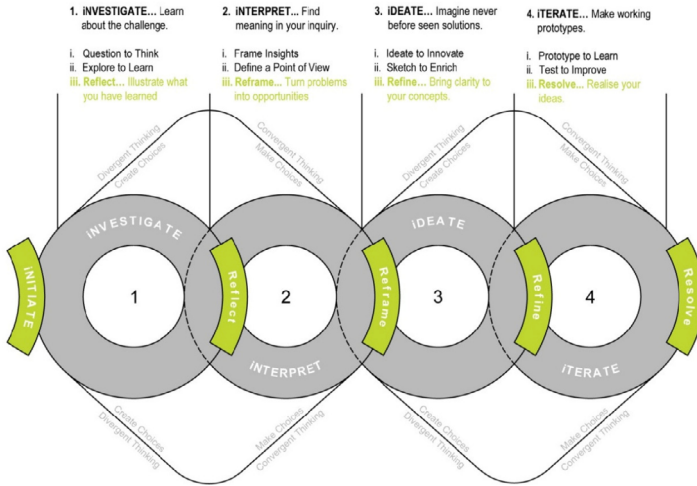 1. iNVESTIGATE... Learn
about the challenge.
i. Question to Think
ii. Explore to Learn
iii. Reflect... Illustrate what
you have learned
2. iNTERPRET... Find
meaning in your inquiry.
i. Frame Insights
ii. Define a Point of View
iii. Reframe... Turn problems
into opportunities
3. iDEATE... Imagine never
before seen solutions.
i. Ideate to Innovate
ii. Sketch to Enrich
iii. Refine... Bring clarity to
your concepts.
4. iTERATE... Make working
prototypes.
i. Prototype to Learn
ii. Test to Improve
iii. Resolve... Realise your
ideas.
Divergent Thinking
Create Choices
Convergent Thinking
Make Choices
Divergent Thinking
Create Choices
Convergent Thinking
Make Choices
iNITIATE
iNVESTIGATE
1
Reflect
2
iNTERPRET
Reframe
iDEATE
3
Refine
4
iTERATE
Resolve
Create Choices
Divergent Thinking
Make Choices
Convergent Thinking
Create Choices
Divergent Thinking
Make Choices
Convergent Thinking